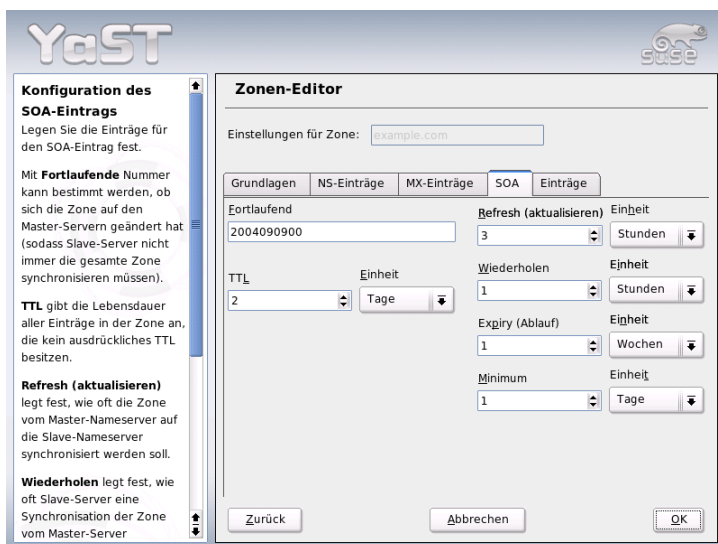 YaST
SUSE
Konfiguration des
SOA-Eintrags
Legen Sie die Einträge für
den SOA-Eintrag fest.
Mit Fortlaufende Nummer
kann bestimmt werden, ob
sich die Zone auf den
Master-Servern geändert hat
(sodass Slave-Server nicht
immer die gesamte Zone
synchronisieren müssen).
TTL gibt die Lebensdauer
aller Einträge in der Zone an,
die kein ausdrückliches TTL
besitzen.
Refresh (aktualisieren)
legt fest, wie oft die Zone
vom Master-Nameserver auf
die Slave-Nameserver
synchronisiert werden soll.
Wiederholen legt fest, wie
oft Slave-Server eine
Synchronisation der Zone
vom Master-Server
Zonen-Editor
Einstellungen für Zone: example.com
Grundlagen NS-Einträge MX-Einträge SOA Einträge
Fortlaufend
2004090900
TTL Einheit
2 Tage
Refresh (aktualisieren) Einheit
3 Stunden
Wiederholen Einheit
1 Stunden
Expiry (Ablauf) Einheit
1 Wochen
Minimum Einheit
1 Tage
Zurück Abbrechen OK